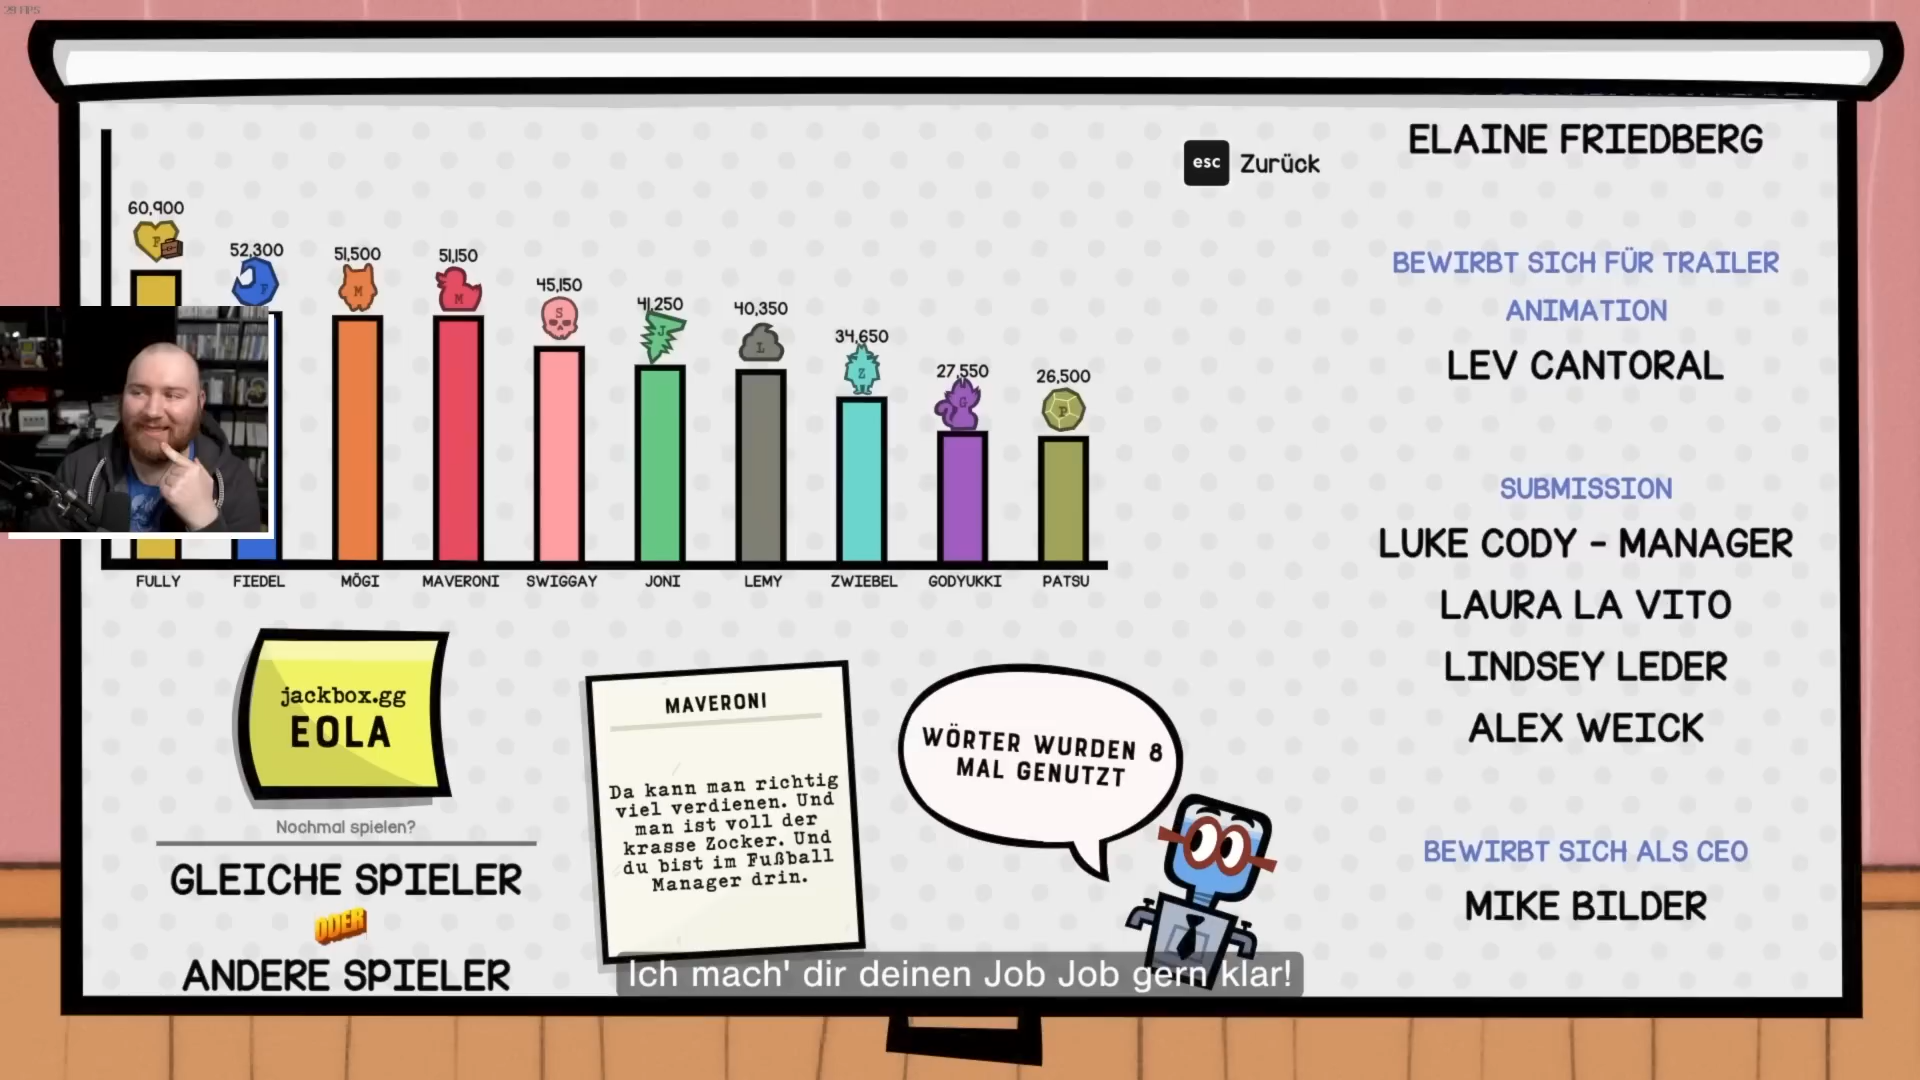 29 FPS
60,900
52,300
51,500
51,150
45,150
41,250
40,350
34,650
27,550
26,500
F
F
M
M
S
J
L
Z
G
P
FULLY
FIEDEL
MÖGI
MAVERONI
SWIGGAY
JONI
LEMY
ZWIEBEL
GODYUKKI
PATSU
esc Zurück
jackbox.gg
EOLA
Nochmal spielen?
GLEICHE SPIELER
ODER
ANDERE SPIELER
MAVERONI
Da kann man richtig
viel verdienen. Und
man ist voll der
krasse Zocker. Und
du bist im Fußball
Manager drin.
WÖRTER WURDEN 8
MAL GENUTZT
Ich mach' dir deinen Job Job gern klar!
ELAINE FRIEDBERG
BEWIRBT SICH FÜR TRAILER
ANIMATION
LEV CANTORAL
SUBMISSION
LUKE CODY - MANAGER
LAURA LA VITO
LINDSEY LEDER
ALEX WEICK
BEWIRBT SICH ALS CEO
MIKE BILDER